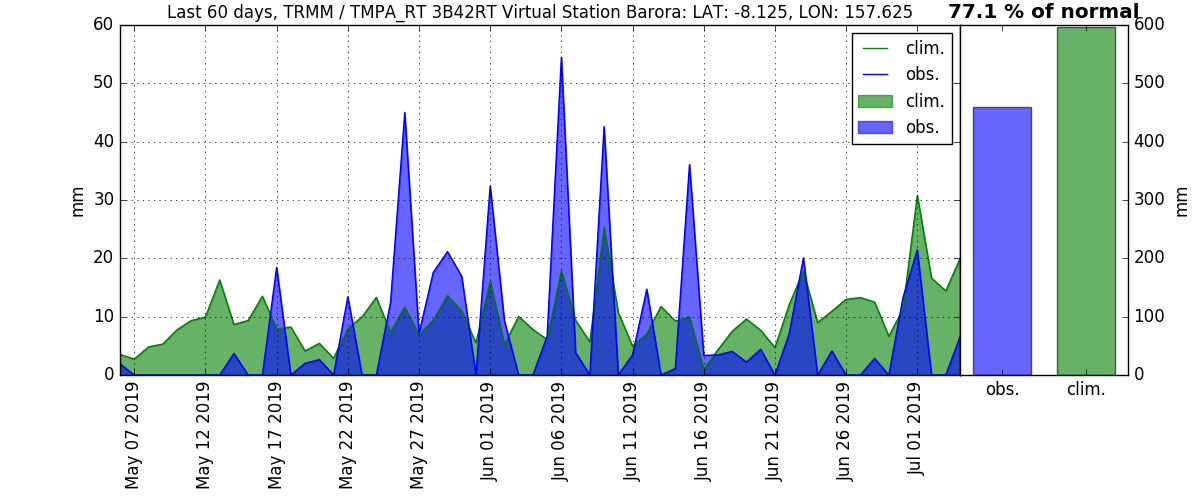 Last 60 days, TRMM / TMPA_RT 3B42RT Virtual Station Barora: LAT: -8.125, LON: 157.625
77.1 % of normal
60
50
40
30
20
10
0
mm
clim.
obs.
clim.
obs.
600
500
400
300
200
100
0
mm
May 07 2019
May 12 2019
May 17 2019
May 22 2019
May 27 2019
Jun 01 2019
Jun 06 2019
Jun 11 2019
Jun 16 2019
Jun 21 2019
Jun 26 2019
Jul 01 2019
obs.
clim.